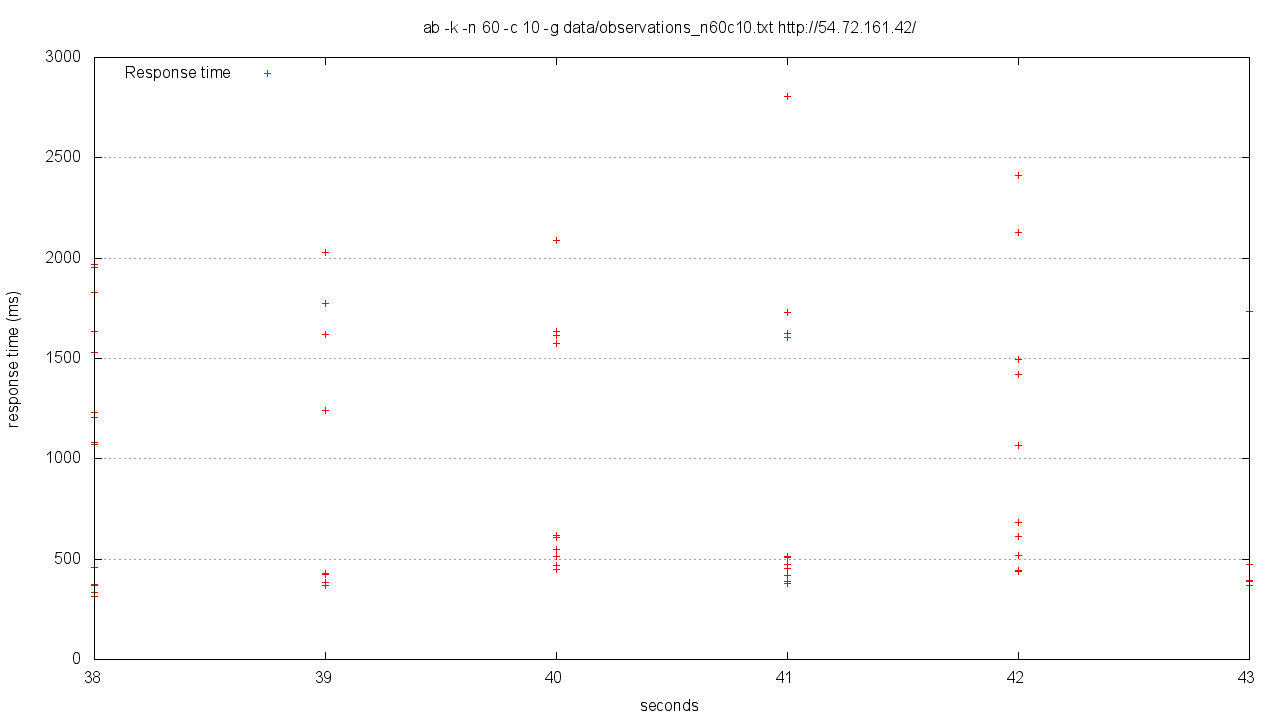 ab -k -n 60 -c 10 -g data/observations_n60c10.txt http://54.72.161.42/
3000
Response time
2500
2000
1500
1000
500
0
response time (ms)
38 39 40 41 42 43
seconds